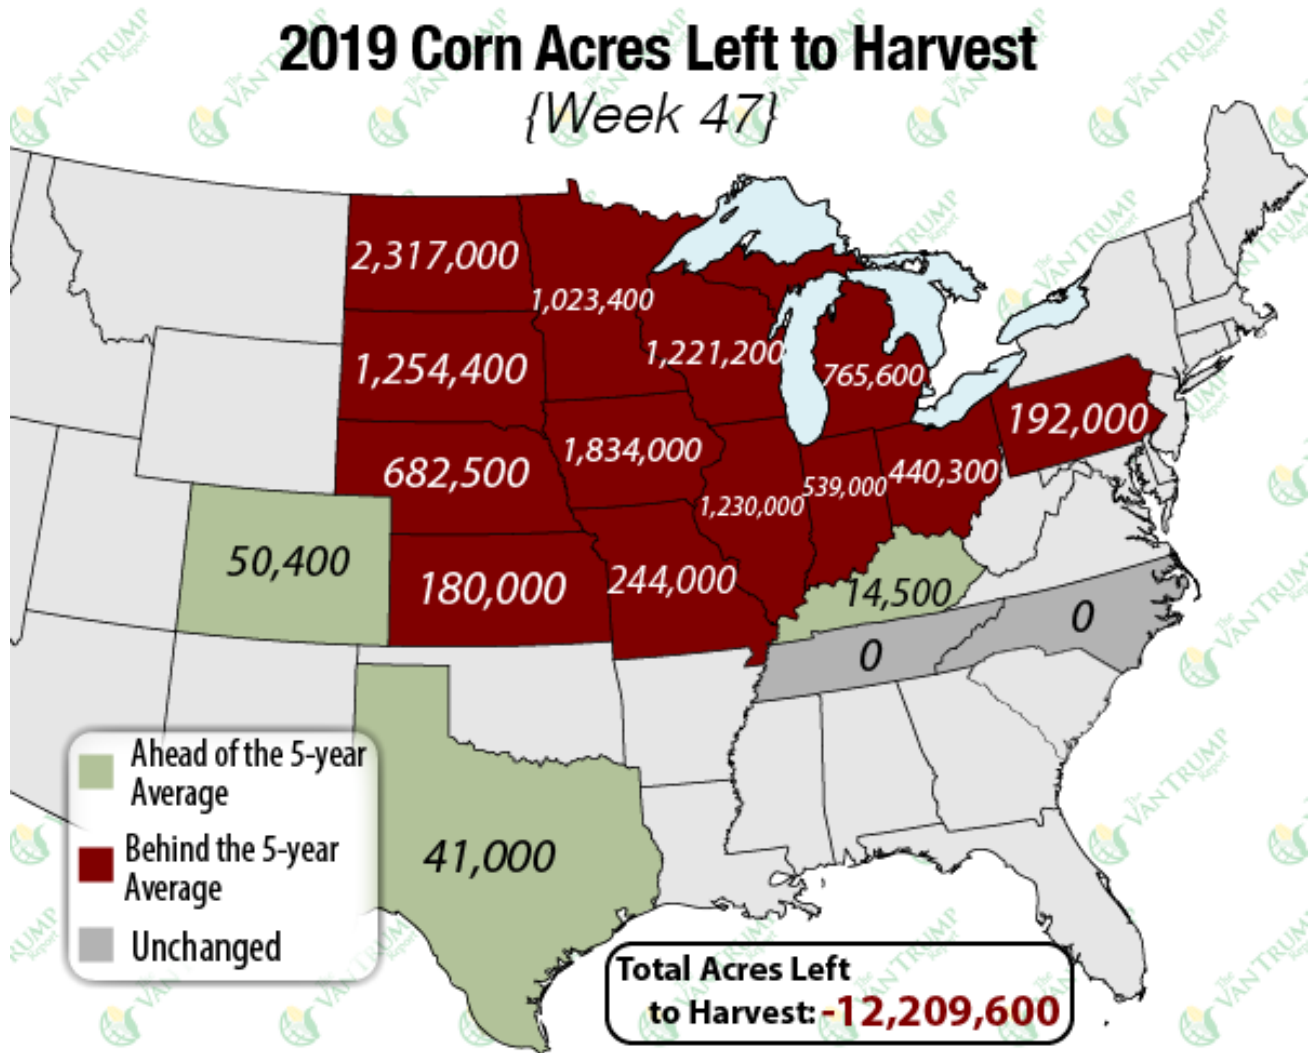 2019 Corn Acres Left to Harvest
{Week 47}
2,317,000
1,023,400
1,254,400
1,221,200
765,600
682,500
1,834,000
192,000
1,230,000
539,000
440,300
50,400
180,000
244,000
14,500
0
0
41,000
Ahead of the 5-year
Average
Behind the 5-year
Average
Unchanged
Total Acres Left
to Harvest: -12,209,600
The
VANTRUMP
Report